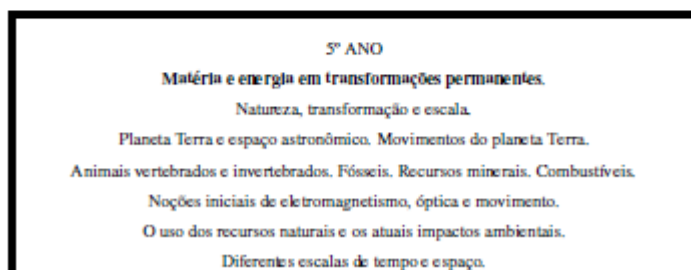 5º ANO
Matéria e energia em transformações permanentes.
Natureza, transformação e escala.
Planeta Terra e espaço astronômico. Movimentos do planeta Terra.
Animais vertebrados e invertebrados. Fósseis. Recursos minerais. Combustíveis.
Noções iniciais de eletromagnetismo, óptica e movimento.
O uso dos recursos naturais e os atuais impactos ambientais.
Diferentes escalas de tempo e espaço.